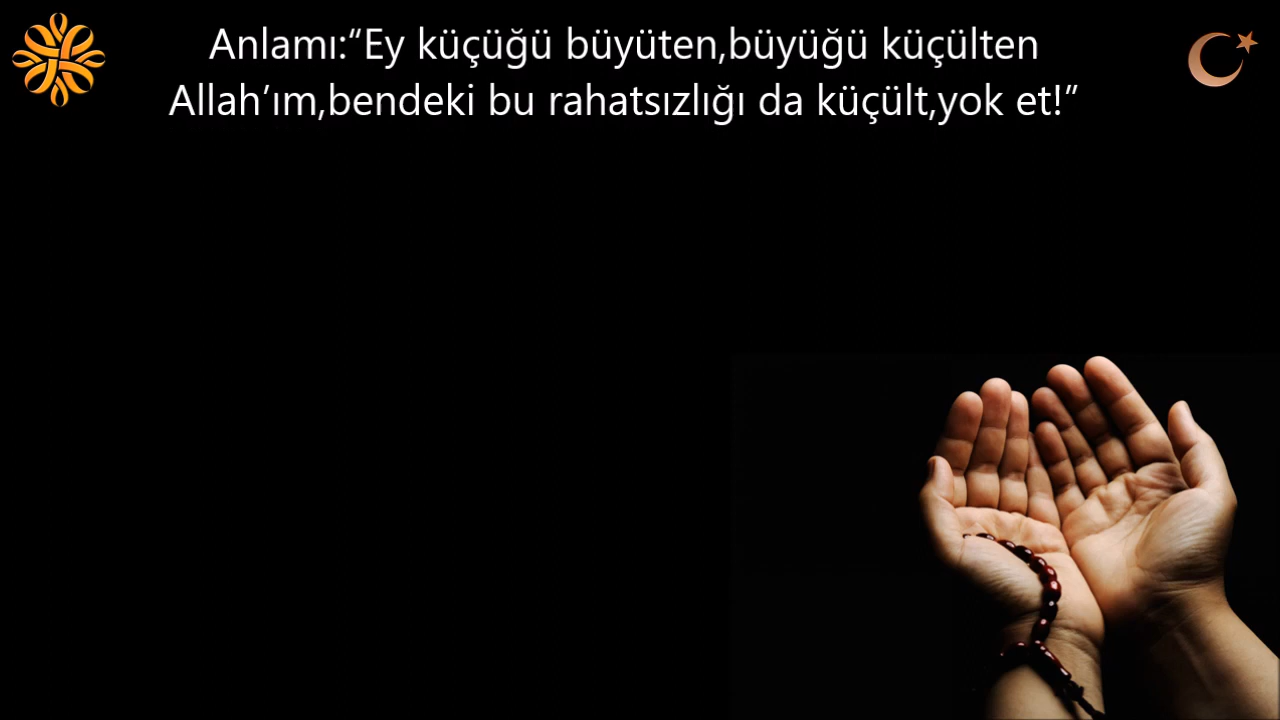 Anlamı:“Ey küçüğü büyüten,büyüğü küçülten
Allah’ım,bendeki bu rahatsızlığı da küçült,yok et!”